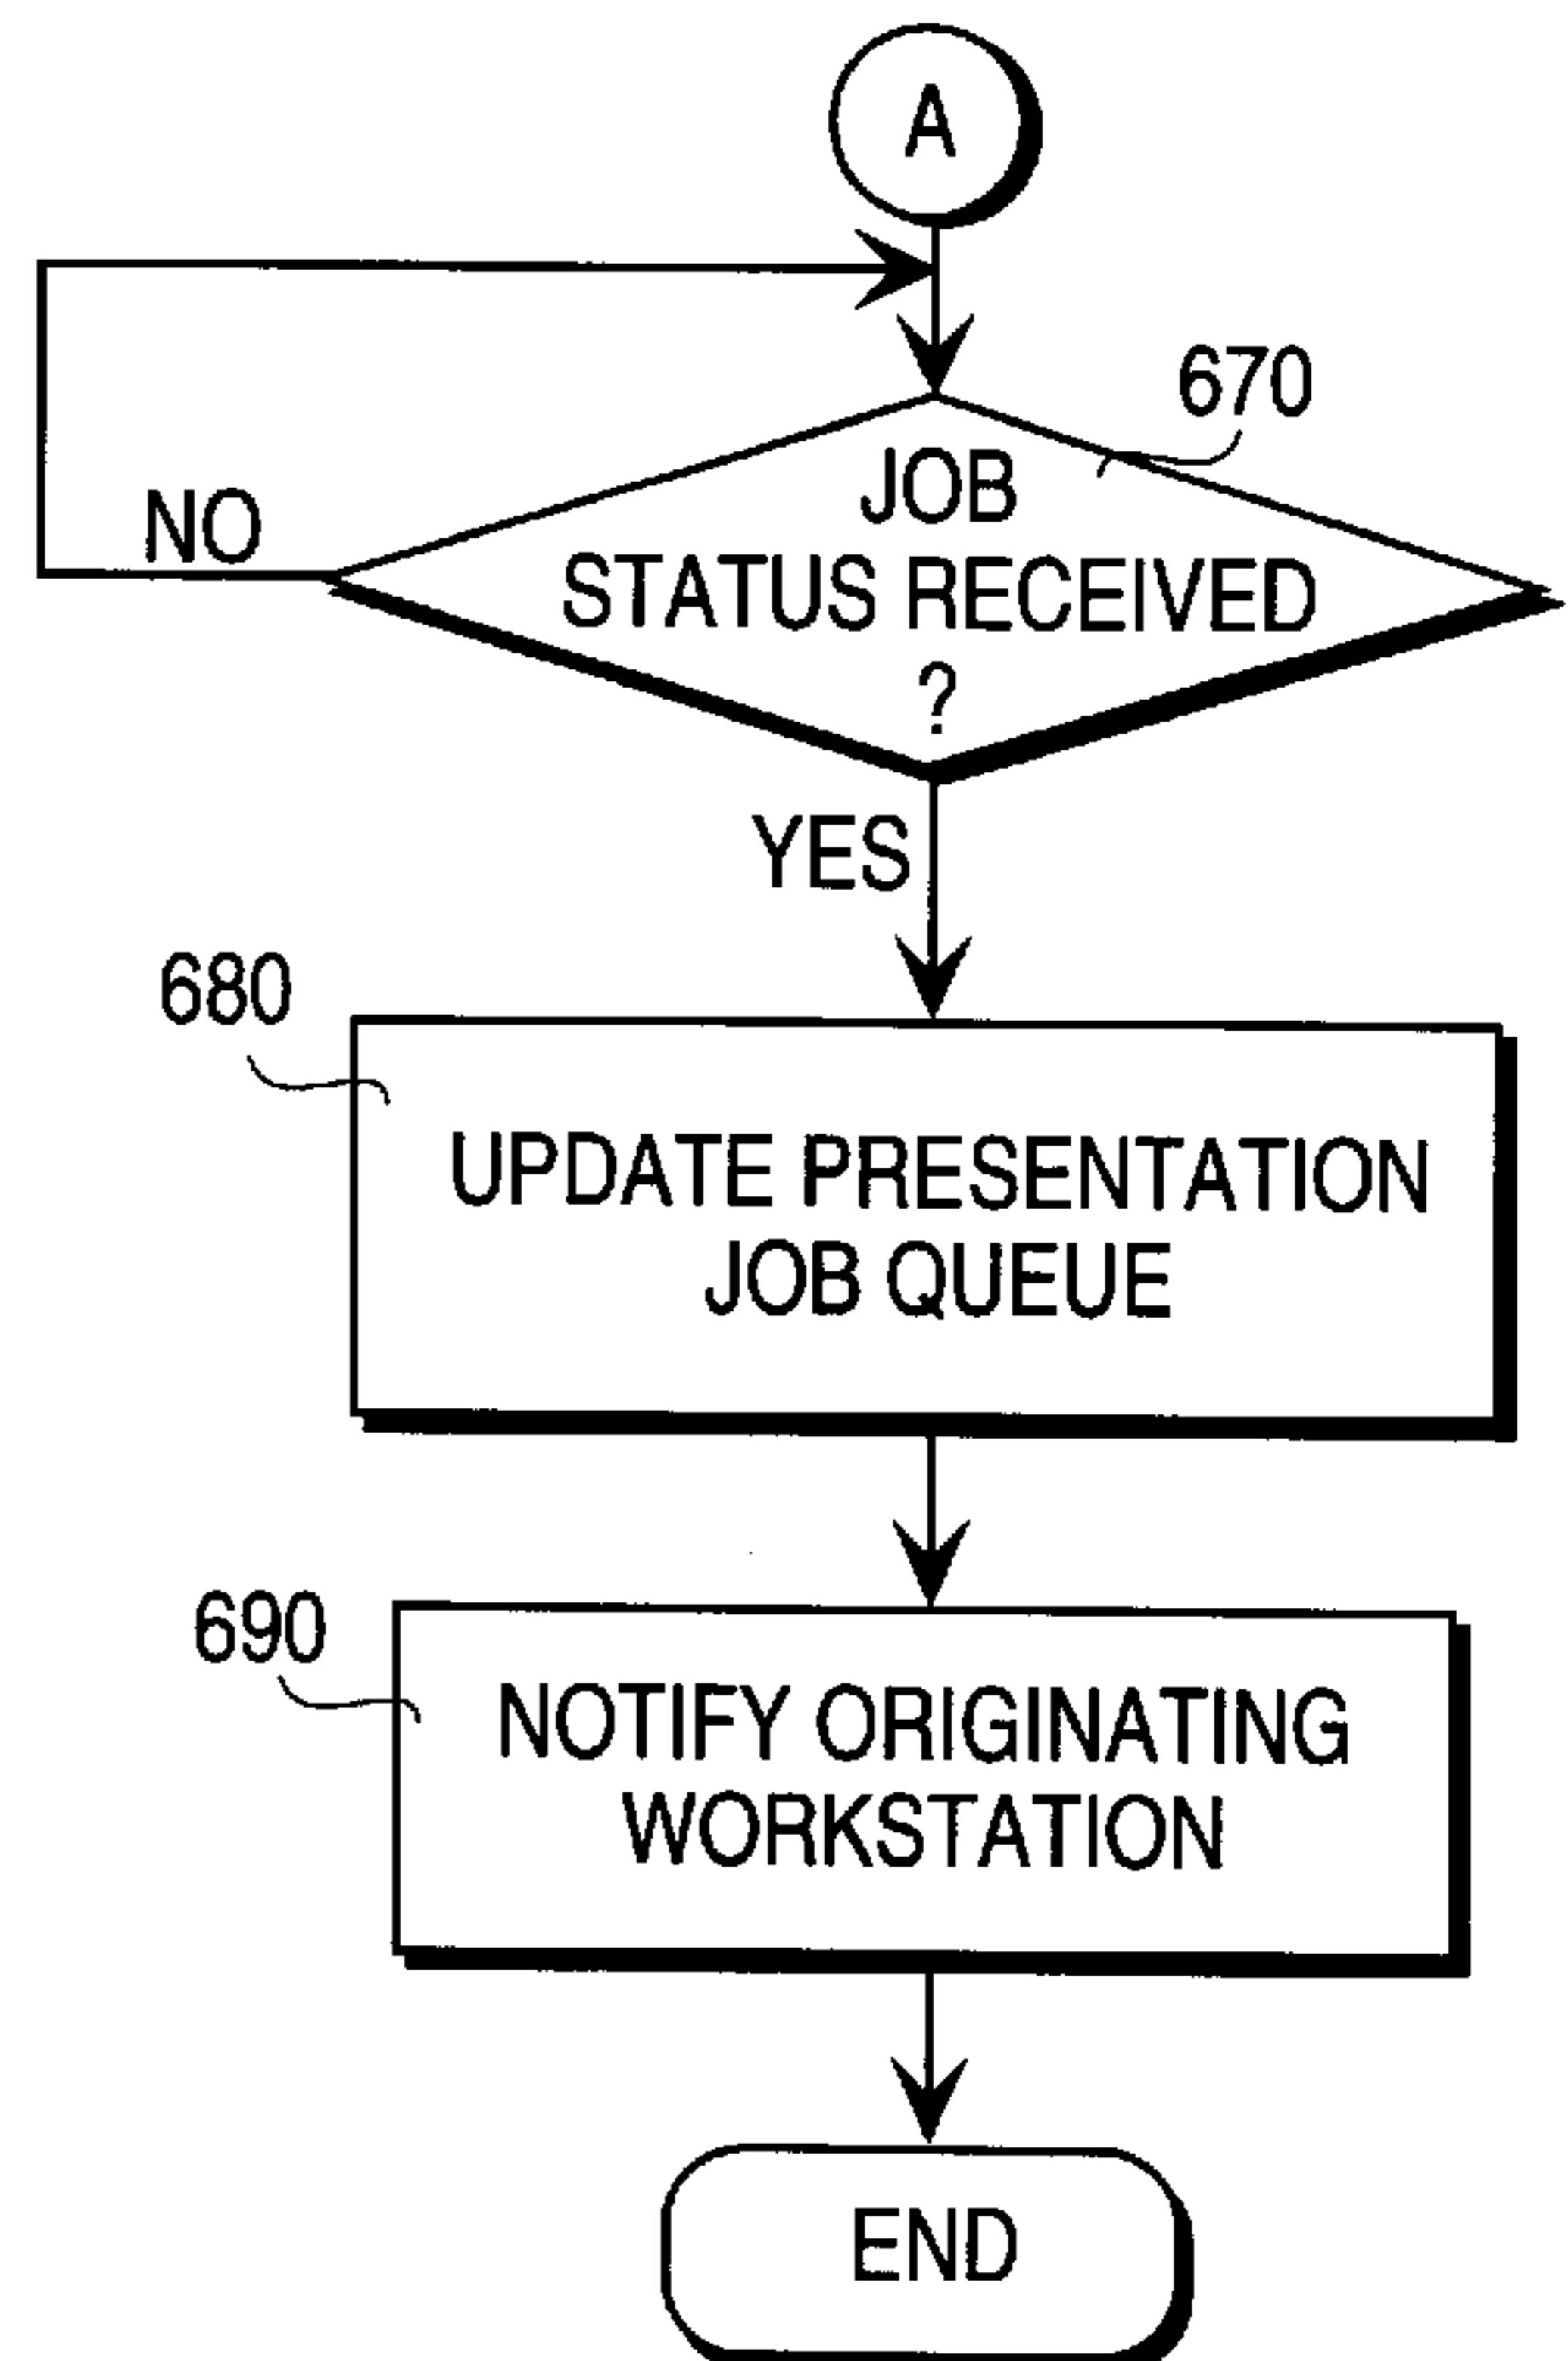 A
670
JOB
STATUS RECEIVED
?
NO
YES
680
UPDATE PRESENTATION
JOB QUEUE
690
NOTIFY ORIGINATING
WORKSTATION
END